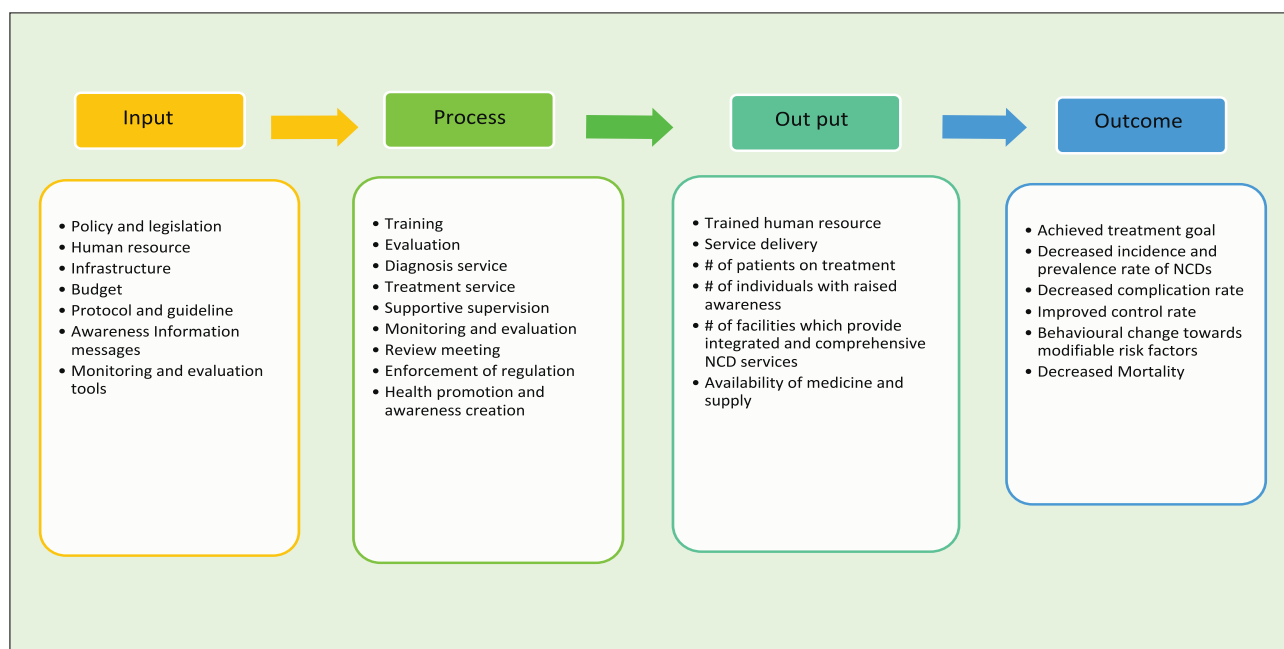 Input
• Policy and legislation
• Human resource
• Infrastructure
• Budget
• Protocol and guideline
• Awareness Information
messages
• Monitoring and evaluation
tools
Process
• Training
• Evaluation
• Diagnosis service
• Treatment service
• Supportive supervision
• Monitoring and evaluation
• Review meeting
• Enforcement of regulation
• Health promotion and
awareness creation
Out put
• Trained human resource
• Service delivery
• # of patients on treatment
• # of individuals with raised
awareness
• # of facilities which provide
integrated and comprehensive
NCD services
• Availability of medicine and
supply
Outcome
• Achieved treatment goal
• Decreased incidence and
prevalence rate of NCDs
• Decreased complication rate
• Improved control rate
• Behavioural change towards
modifiable risk factors
• Decreased Mortality